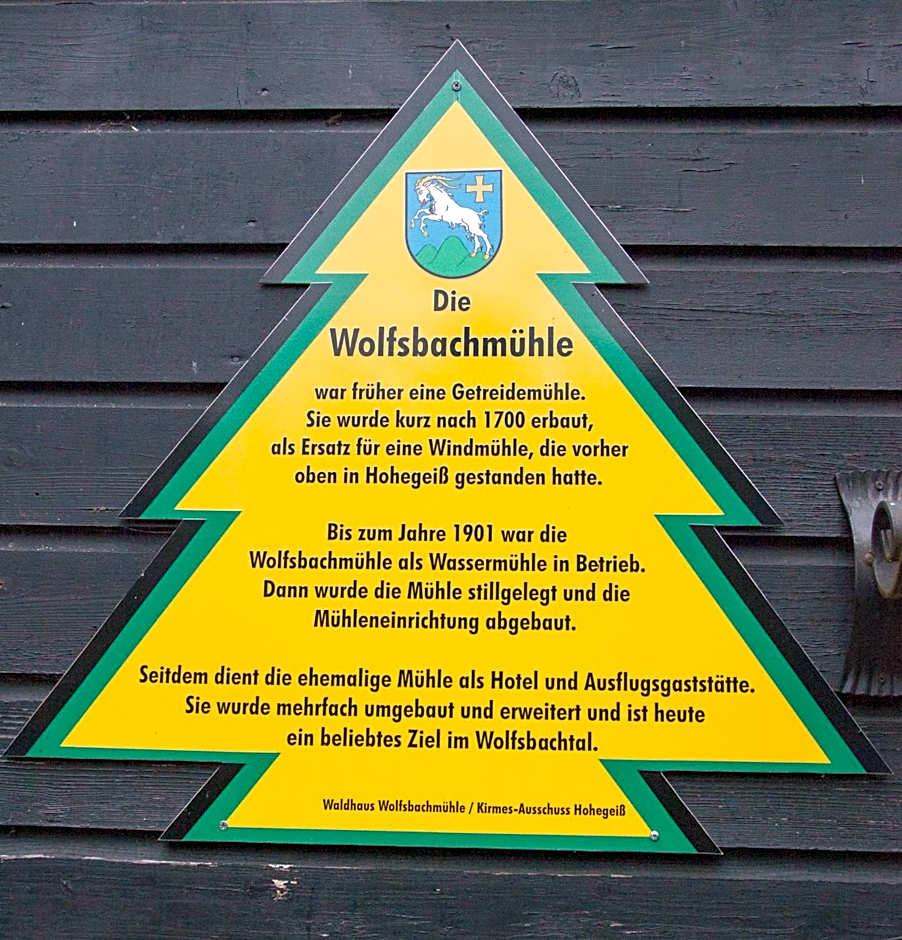 Die
Wolfsbachmühle
war früher eine Getreidemühle.
Sie wurde kurz nach 1700 erbaut,
als Ersatz für eine Windmühle, die vorher
oben in Hohegeiß gestanden hatte.
Bis zum Jahre 1901 war die
Wolfsbachmühle als Wassermühle in Betrieb.
Dann wurde die Mühle stillgelegt und die
Mühleneinrichtung abgebaut.
Seitdem dient die ehemalige Mühle als Hotel und Ausflugsgaststätte.
Sie wurde mehrfach umgebaut und erweitert und ist heute
ein beliebtes Ziel im Wolfsbachtal.
Waldhaus Wolfsbachmühle / Kirmes-Ausschuss Hohegeiß